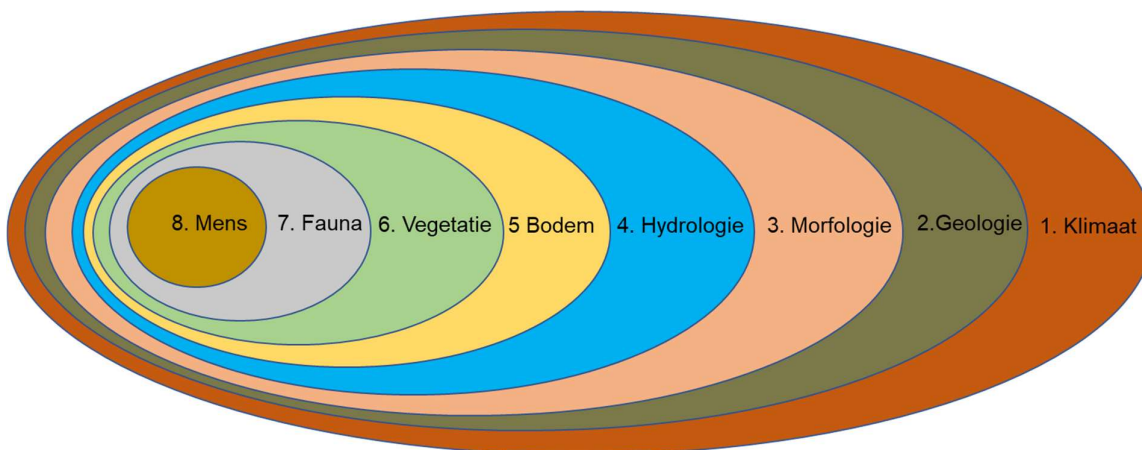 8. Mens
7. Fauna
6. Vegetatie
5 Bodem
4. Hydrologie
3. Morfologie
2.Geologie
1. Klimaat